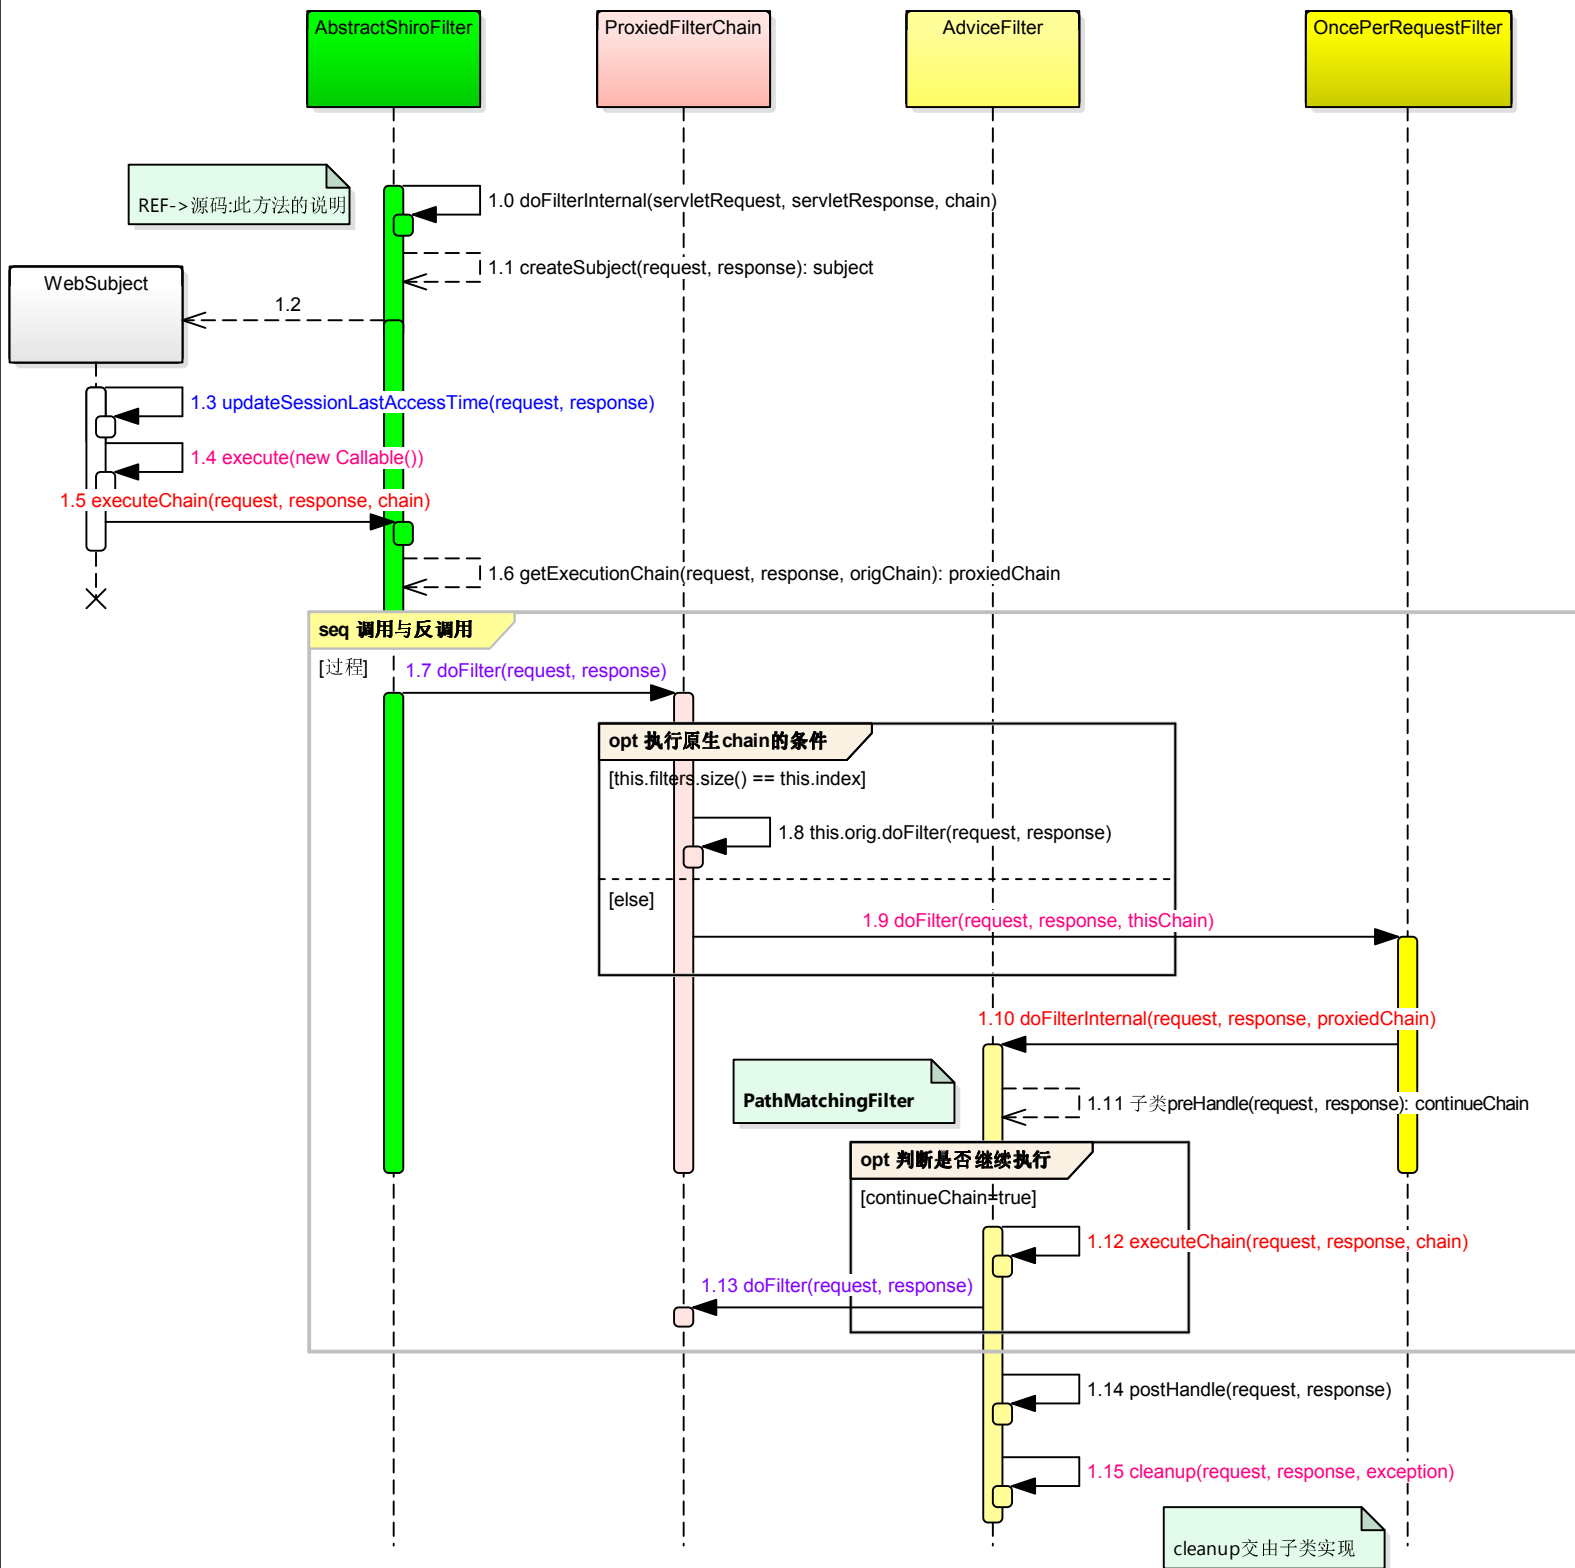 AbstractShiroFilter
ProxiedFilterChain
AdviceFilter
OncePerRequestFilter
REF->源码:此方法的说明
1.0 doFilterInternal(servletRequest, servletResponse, chain)
1.1 createSubject(request, response): subject
WebSubject
1.2
1.3 updateSessionLastAccessTime(request, response)
1.4 execute(new Callable())
1.5 executeChain(request, response, chain)
1.6 getExecutionChain(request, response, origChain): proxiedChain
seq 调用与反调用
[过程]
1.7 doFilter(request, response)
opt 执行原生chain的条件
[this.filters.size() == this.index]
1.8 this.orig.doFilter(request, response)
[else]
1.9 doFilter(request, response, thisChain)
1.10 doFilterInternal(request, response, proxiedChain)
PathMatchingFilter
1.11 子类preHandle(request, response): continueChain
opt 判断是否继续执行
[continueChain=true]
1.12 executeChain(request, response, chain)
1.13 doFilter(request, response)
1.14 postHandle(request, response)
1.15 cleanup(request, response, exception)
cleanup交由子类实现